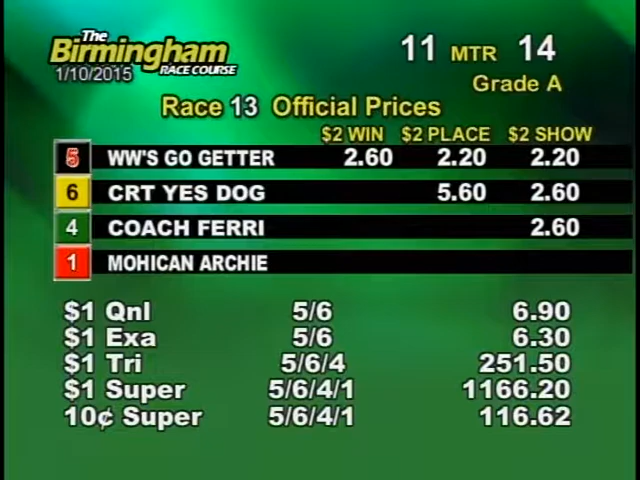 The
Birmingham
RACE COURSE
1/10/2015
11 MTR 14
Grade A
Race 13 Official Prices
$2 WIN $2 PLACE $2 SHOW
5 WW'S GO GETTER 2.60 2.20 2.20
6 CRT YES DOG 5.60 2.60
4 COACH FERRI 2.60
1 MOHICAN ARCHIE
$1 Qnl 5/6 6.90
$1 Exa 5/6 6.30
$1 Tri 5/6/4 251.50
$1 Super 5/6/4/1 1166.20
10¢ Super 5/6/4/1 116.62